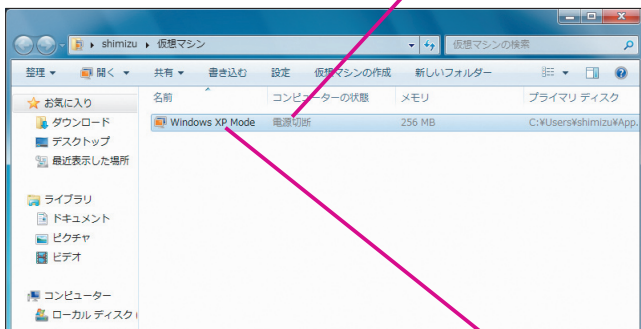 shimizu ▸ 仮想マシン
仮想マシンの検索
整理 ▼ 開く ▼ 共有 ▼ 書き込む 設定 仮想マシンの作成 新しいフォルダー
お気に入り
ダウンロード
デスクトップ
最近表示した場所
ライブラリ
ドキュメント
ピクチャ
ビデオ
コンピューター
ローカル ディスク (
名前 コンピューターの状態 メモリ プライマリ ディスク
Windows XP Mode 電源切断 256 MB C:¥Users¥shimizu¥App.